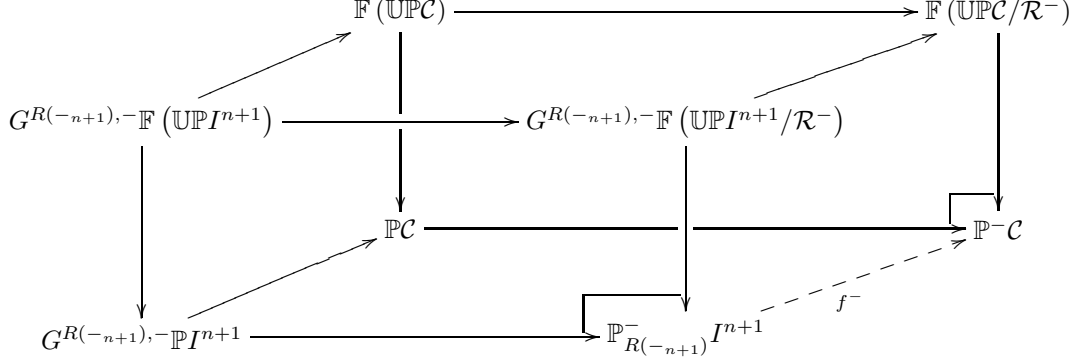 𝔽 (𝕌ℙ𝒞) 𝔽 (𝕌ℙ𝒞/ℛ⁻)
G^{R(−_{n+1}),−}𝔽 (𝕌ℙI^{n+1}) G^{R(−_{n+1}),−}𝔽 (𝕌ℙI^{n+1}/ℛ⁻)
ℙ𝒞 ℙ⁻𝒞
f⁻
G^{R(−_{n+1}),−}ℙI^{n+1} ℙ^{−}_{R(−_{n+1})}I^{n+1}